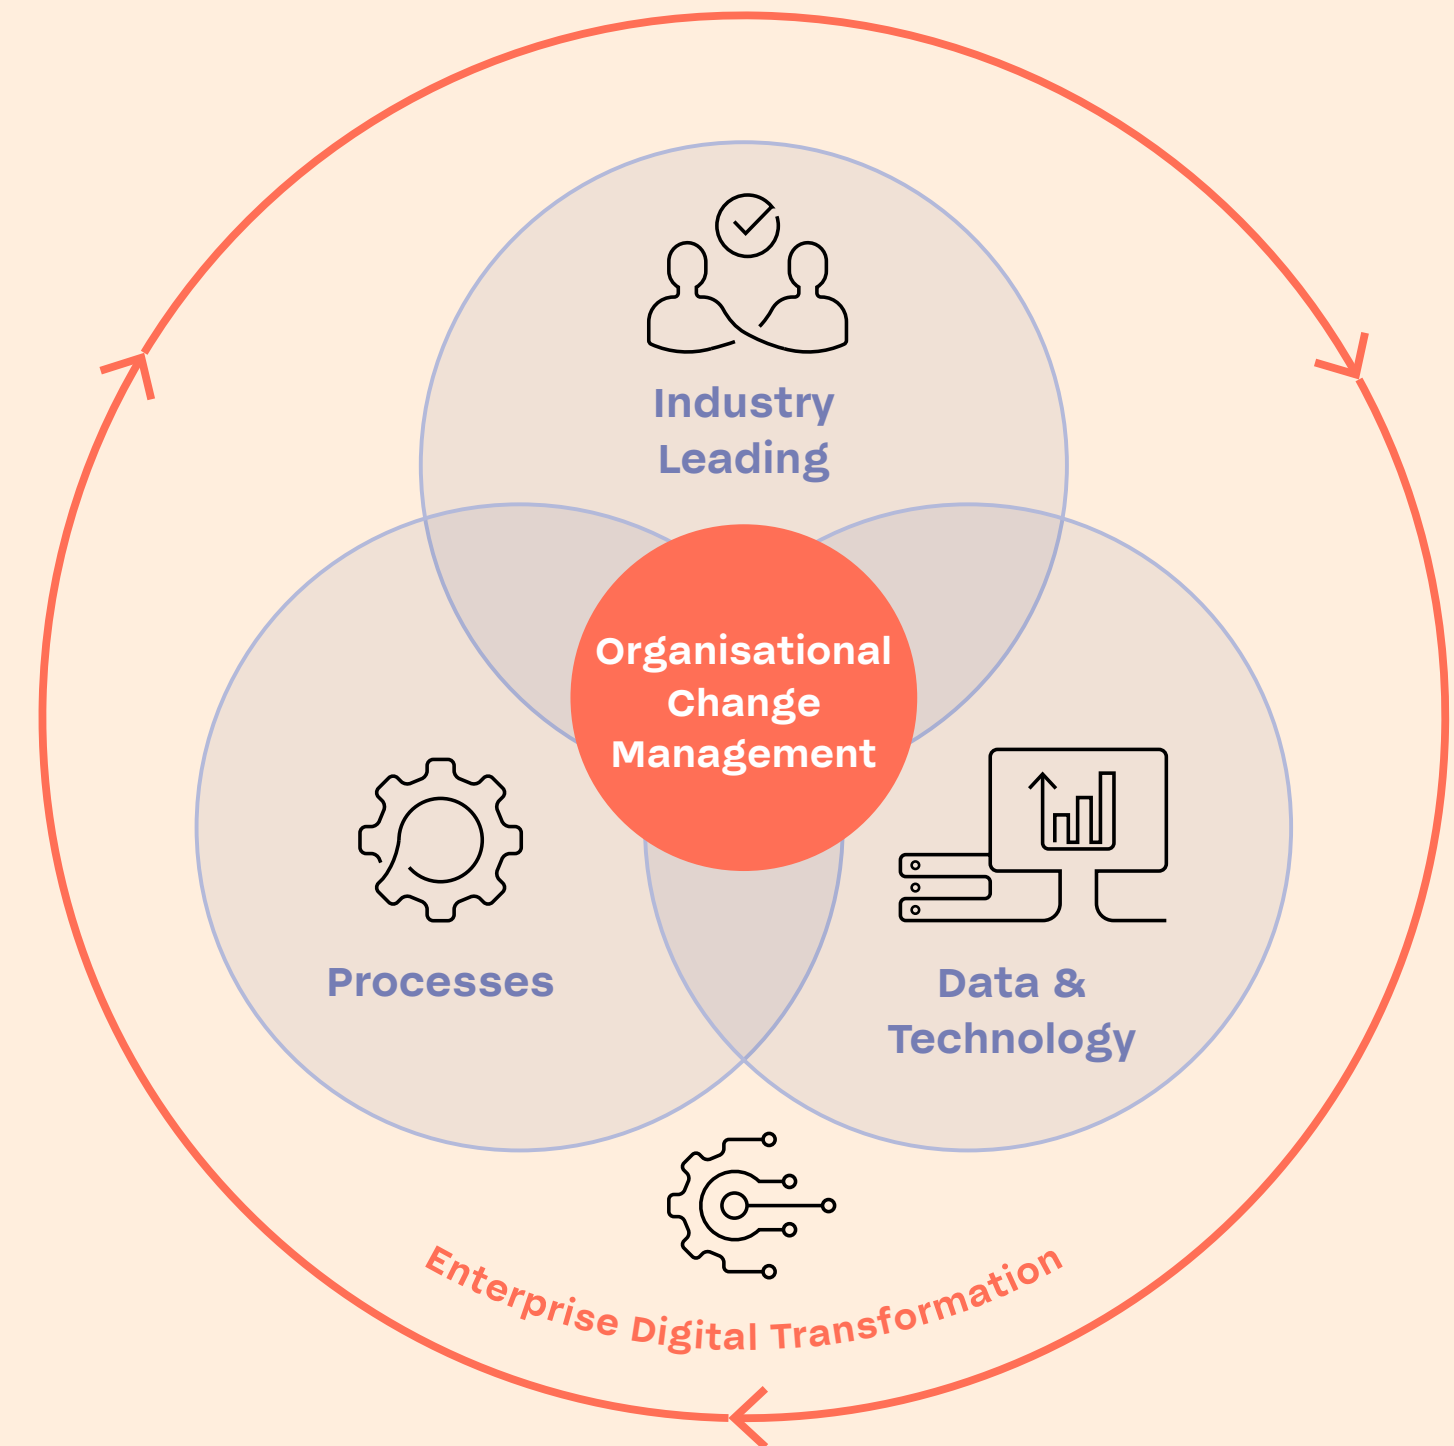 Industry
Leading
Organisational
Change
Management
Processes
Data &
Technology
Enterprise Digital Transformation